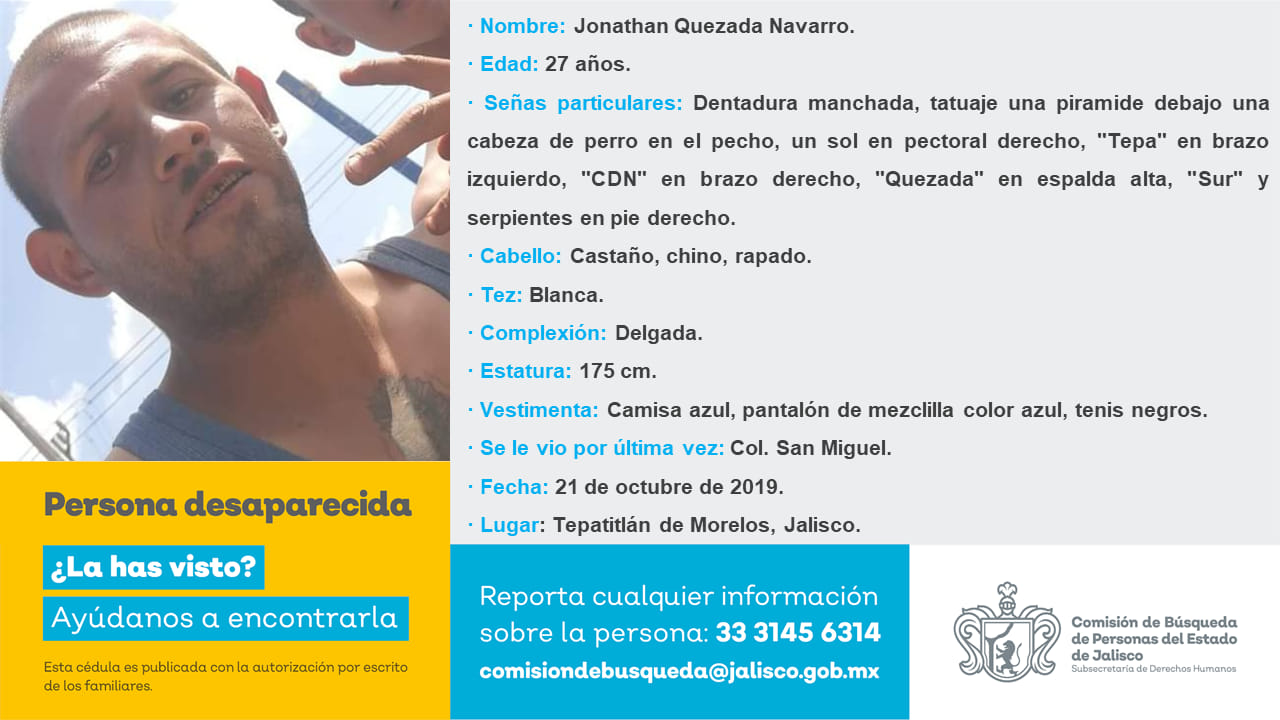 · Nombre: Jonathan Quezada Navarro.
· Edad: 27 años.
· Señas particulares: Dentadura manchada, tatuaje una piramide debajo una
cabeza de perro en el pecho, un sol en pectoral derecho, "Tepa" en brazo
izquierdo, "CDN" en brazo derecho, "Quezada" en espalda alta, "Sur" y
serpientes en pie derecho.
· Cabello: Castaño, chino, rapado.
· Tez: Blanca.
· Complexión: Delgada.
· Estatura: 175 cm.
· Vestimenta: Camisa azul, pantalón de mezclilla color azul, tenis negros.
· Se le vio por última vez: Col. San Miguel.
· Fecha: 21 de octubre de 2019.
· Lugar: Tepatitlán de Morelos, Jalisco.
Persona desaparecida
¿La has visto?
Ayúdanos a encontrarla
Esta cédula es publicada con la autorización por escrito
de los familiares.
Reporta cualquier información
sobre la persona: 33 3145 6314
comisiondebusqueda@jalisco.gob.mx
Comisión de Búsqueda
de Personas del Estado
de Jalisco
Subsecretaría de Derechos Humanos